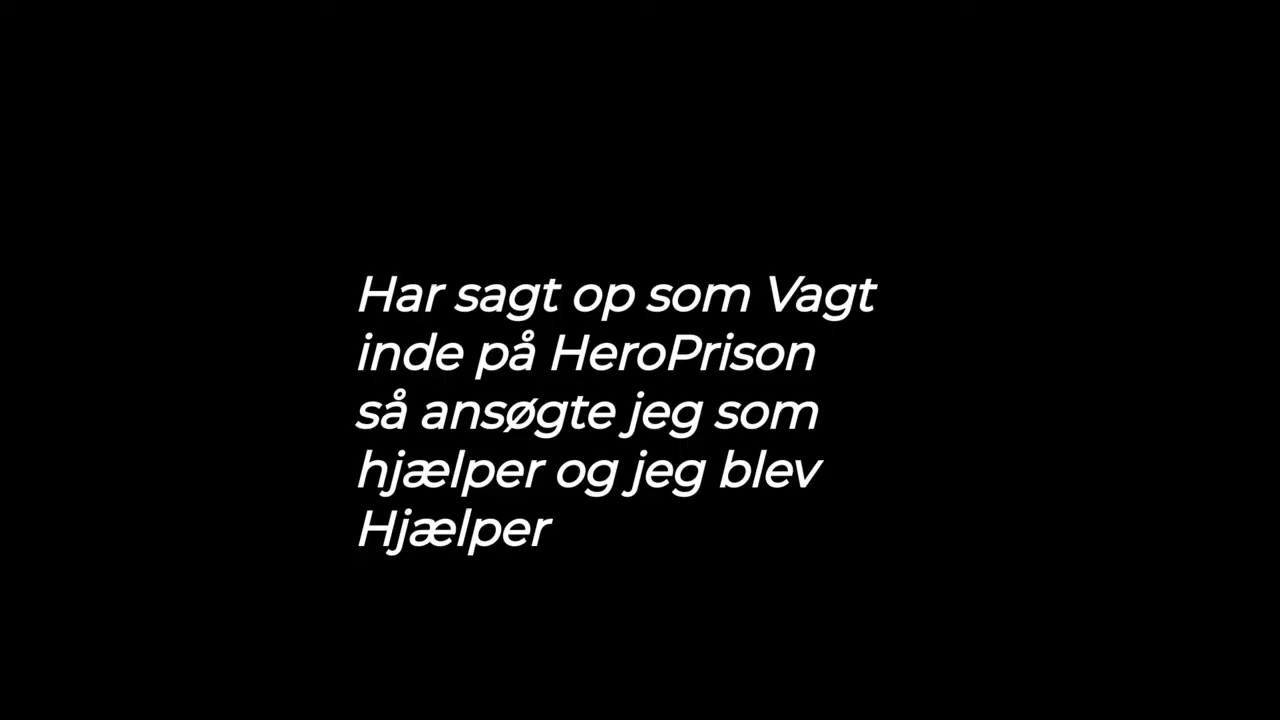 Har sagt op som Vagt
inde på HeroPrison
så ansøgte jeg som
hjælper og jeg blev
Hjælper